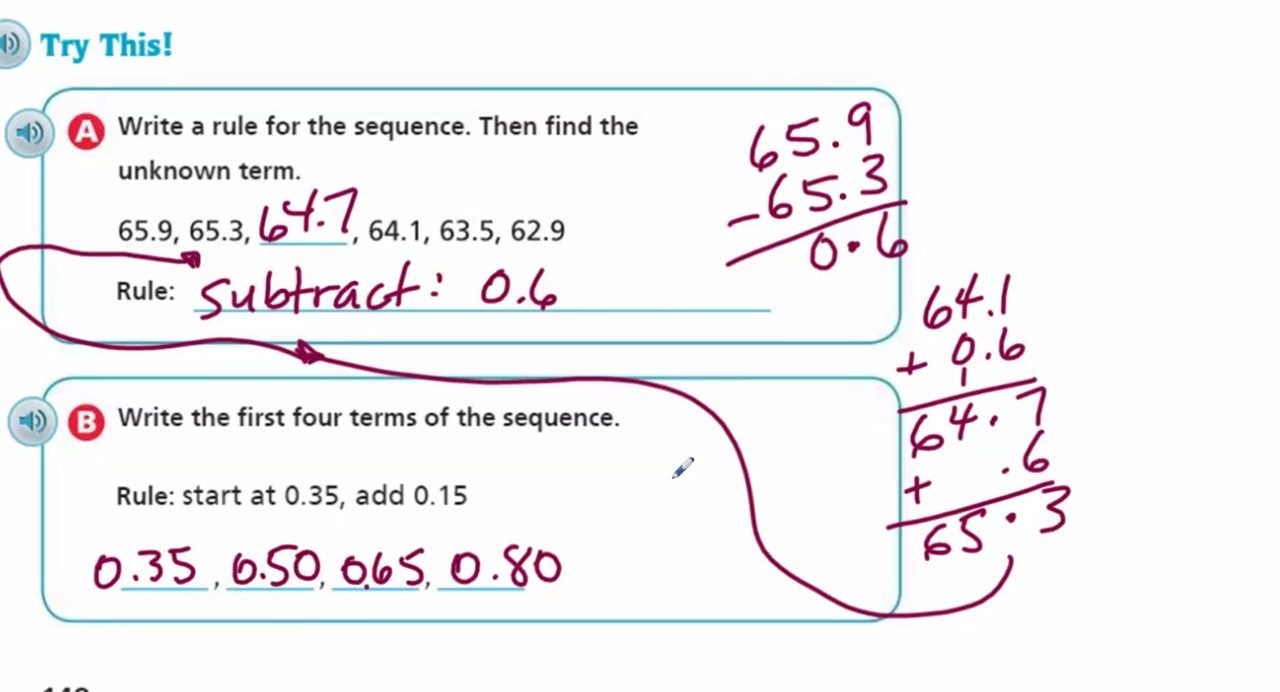 Try This!
A Write a rule for the sequence. Then find the
unknown term.
65.9, 65.3, 64.7, 64.1, 63.5, 62.9
Rule: subtract: 0.6
65.9
-65.3
0.6
64.1
+ 0.6
1
64.7
+ .6
65.3
B Write the first four terms of the sequence.
Rule: start at 0.35, add 0.15
0.35, 0.50, 0.65, 0.80